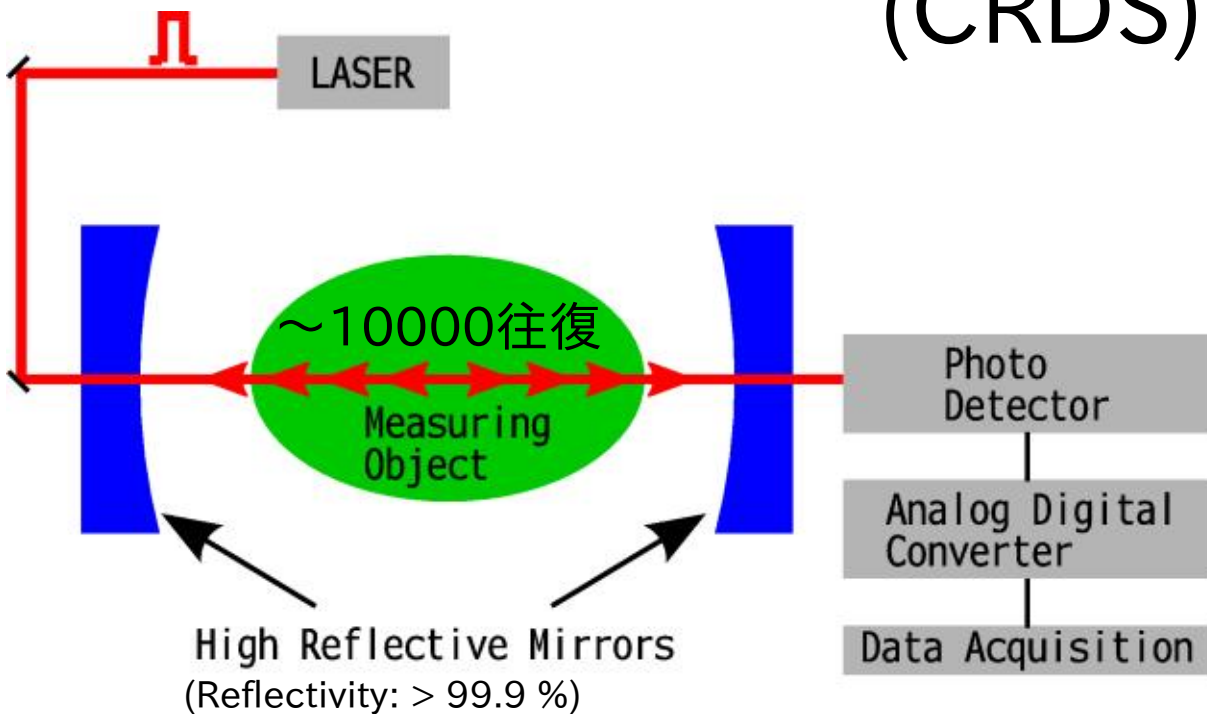 (CRDS)
LASER
～10000往復
Measuring
Object
Photo
Detector
Analog Digital
Converter
Data Acquisition
High Reflective Mirrors
(Reflectivity: > 99.9 %)